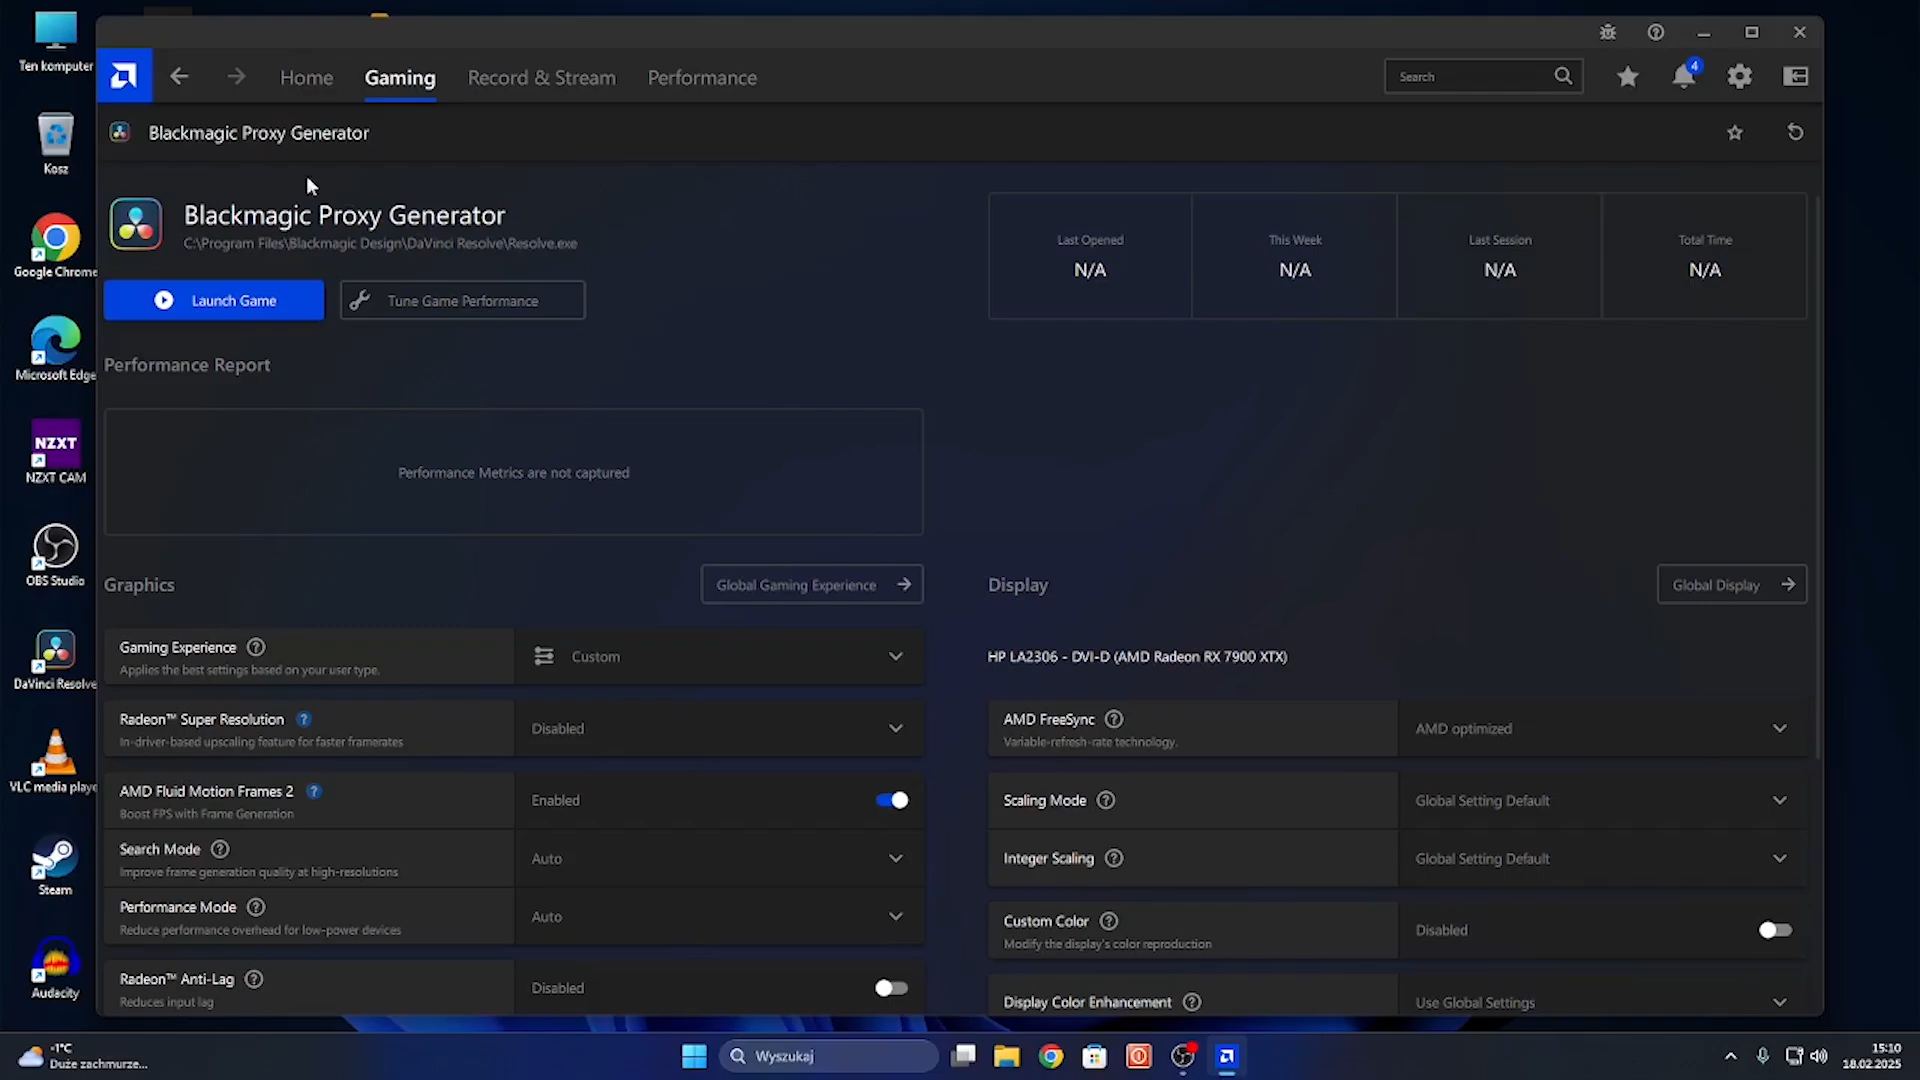 Ten komputer
Kosz
Google Chrome
Microsoft Edge
NZXT
NZXT CAM
OBS Studio
DaVinci Resolve
VLC media playe
Steam
Audacity
Home
Gaming
Record & Stream
Performance
Search
4
Blackmagic Proxy Generator
Blackmagic Proxy Generator
C:\Program Files\Blackmagic Design\DaVinci Resolve\Resolve.exe
Launch Game
Tune Game Performance
Last Opened
N/A
This Week
N/A
Last Session
N/A
Total Time
N/A
Performance Report
Performance Metrics are not captured
Graphics
Global Gaming Experience
Gaming Experience
Applies the best settings based on your user type.
Custom
Radeon™ Super Resolution
In-driver-based upscaling feature for faster framerates
Disabled
AMD Fluid Motion Frames 2
Boost FPS with Frame Generation
Enabled
Search Mode
Improve frame generation quality at high-resolutions
Auto
Performance Mode
Reduce performance overhead for low-power devices
Auto
Radeon™ Anti-Lag
Reduces input lag
Disabled
Display
Global Display
HP LA2306 - DVI-D (AMD Radeon RX 7900 XTX)
AMD FreeSync
Variable-refresh-rate technology.
AMD optimized
Scaling Mode
Global Setting Default
Integer Scaling
Global Setting Default
Custom Color
Modify the display's color reproduction
Disabled
Display Color Enhancement
Use Global Settings
-1°C
Duże zachmurze...
Wyszukaj
15:10
18.02.2025